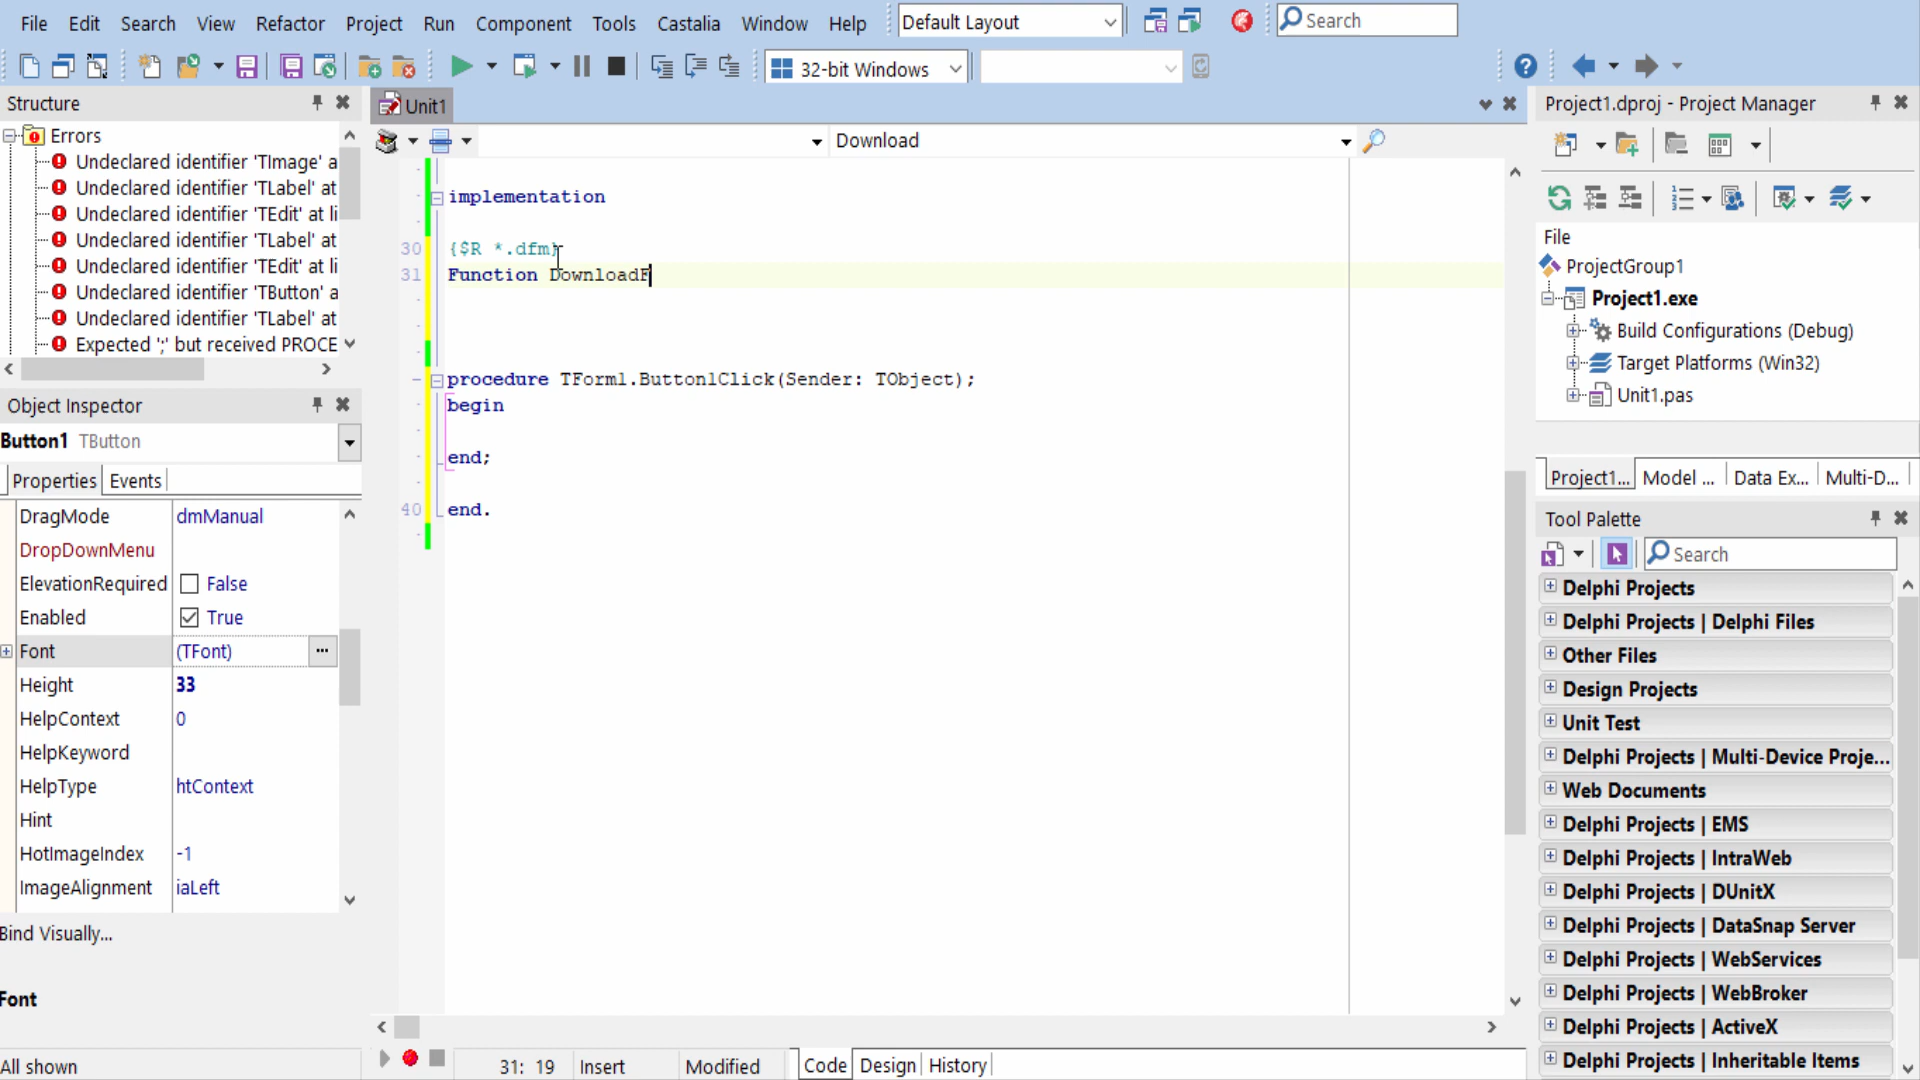 File Edit Search View Refactor Project Run Component Tools Castalia Window Help Default Layout Search
32-bit Windows
Structure
Errors
Undeclared identifier 'TImage' a
Undeclared identifier 'TLabel' at
Undeclared identifier 'TEdit' at li
Undeclared identifier 'TLabel' at
Undeclared identifier 'TEdit' at li
Undeclared identifier 'TButton' a
Undeclared identifier 'TLabel' at
Expected ';' but received PROCE
Object Inspector
Button1 TButton
Properties Events
DragMode dmManual
DropDownMenu
ElevationRequired False
Enabled True
Font (TFont) ...
Height 33
HelpContext 0
HelpKeyword
HelpType htContext
Hint
HotImageIndex -1
ImageAlignment iaLeft
Bind Visually...
Font
All shown
Unit1
Download
implementation
30 {$R *.dfm}
31 Function DownloadF
procedure TForm1.Button1Click(Sender: TObject);
begin
end;
40 end.
31: 19 Insert Modified Code Design History
Project1.dproj - Project Manager
File
ProjectGroup1
Project1.exe
Build Configurations (Debug)
Target Platforms (Win32)
Unit1.pas
Project1... Model ... Data Ex... Multi-D...
Tool Palette
Search
Delphi Projects
Delphi Projects | Delphi Files
Other Files
Design Projects
Unit Test
Delphi Projects | Multi-Device Proje...
Web Documents
Delphi Projects | EMS
Delphi Projects | IntraWeb
Delphi Projects | DUnitX
Delphi Projects | DataSnap Server
Delphi Projects | WebServices
Delphi Projects | WebBroker
Delphi Projects | ActiveX
Delphi Projects | Inheritable Items